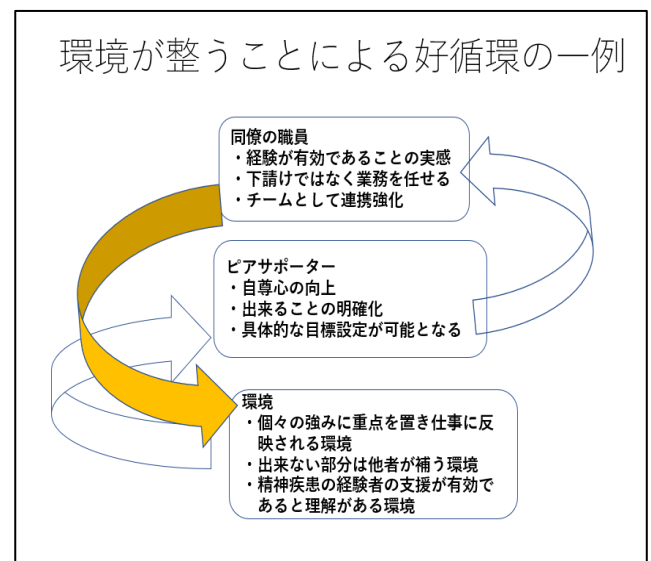 環境が整うことによる好循環の一例
同僚の職員
・経験が有効であることの実感
・下請けではなく業務を任せる
・チームとして連携強化
ピアサポーター
・自尊心の向上
・出来ることの明確化
・具体的な目標設定が可能となる
環境
・個々の強みに重点を置き仕事に反
映される環境
・出来ない部分は他者が補う環境
・精神疾患の経験者の支援が有効で
あると理解がある環境